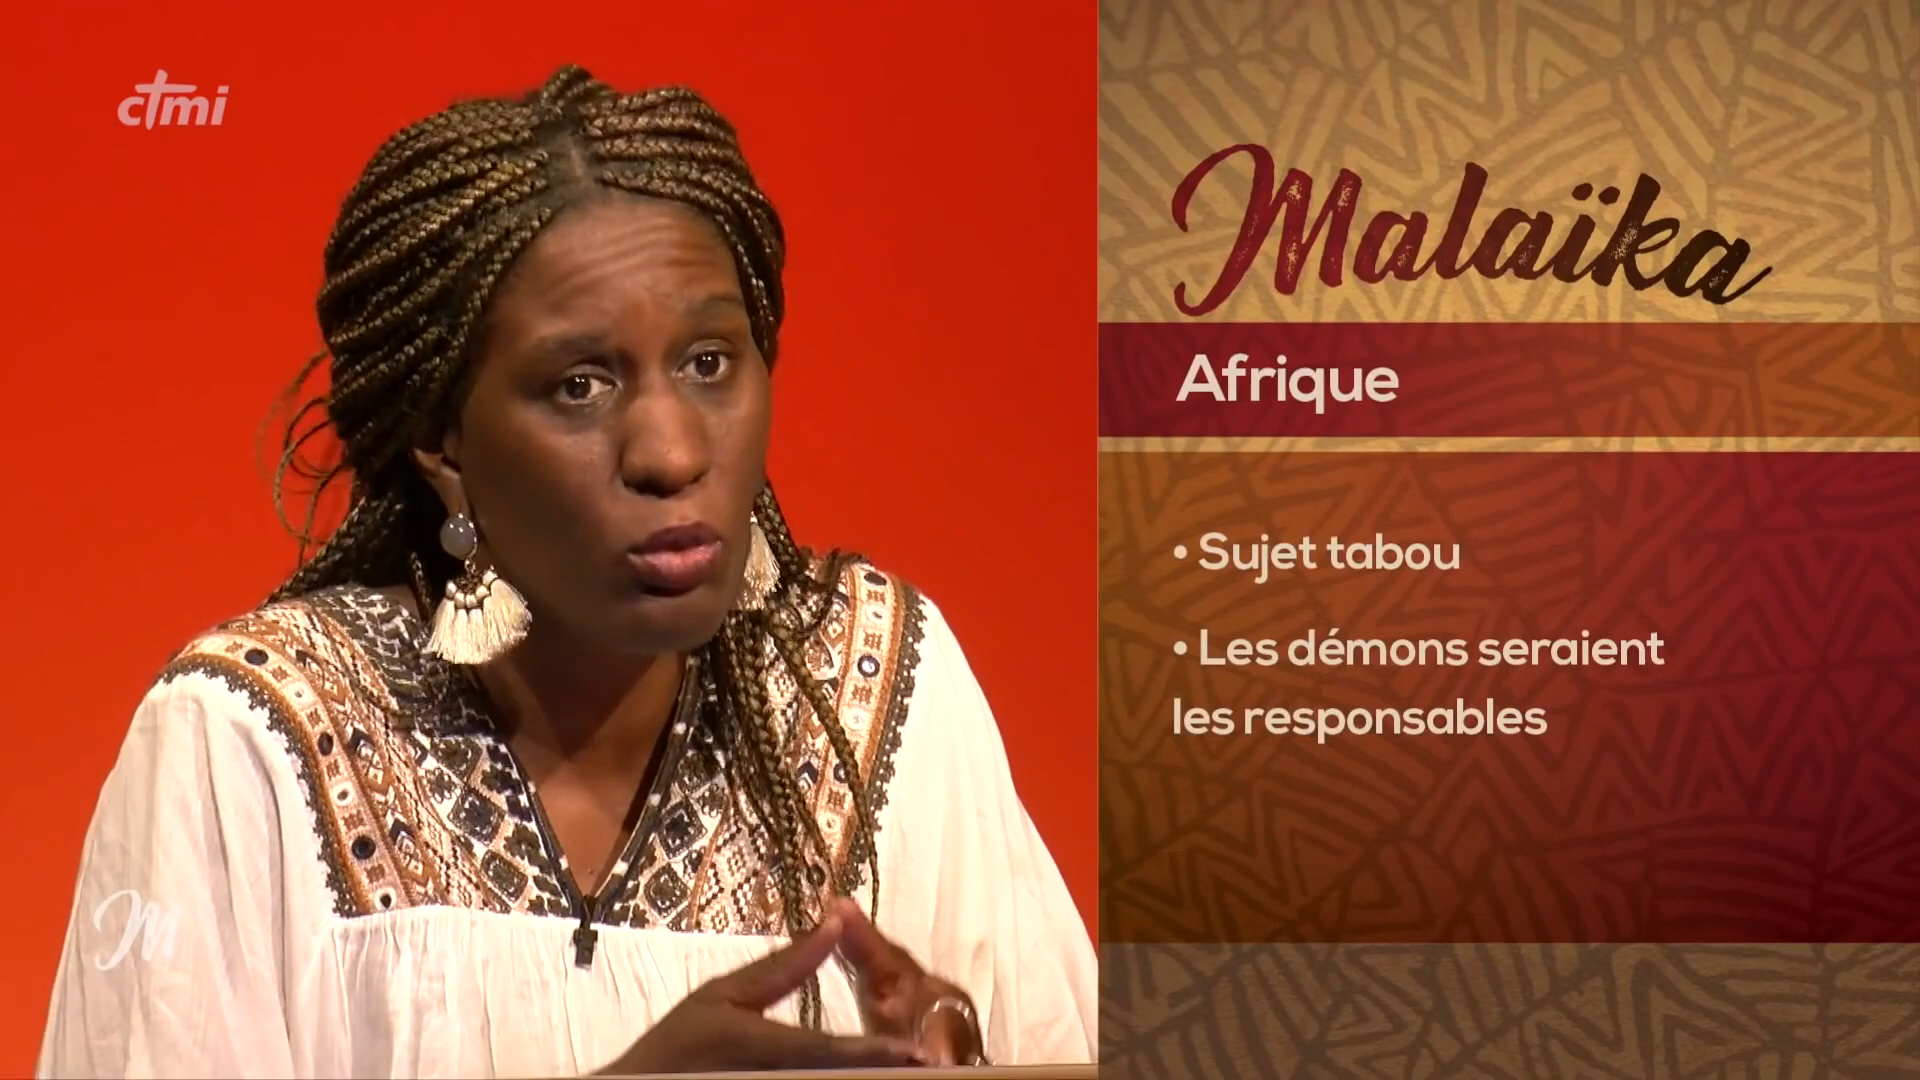 ctmi
Malaïka
Afrique
• Sujet tabou
• Les démons seraient
les responsables
M